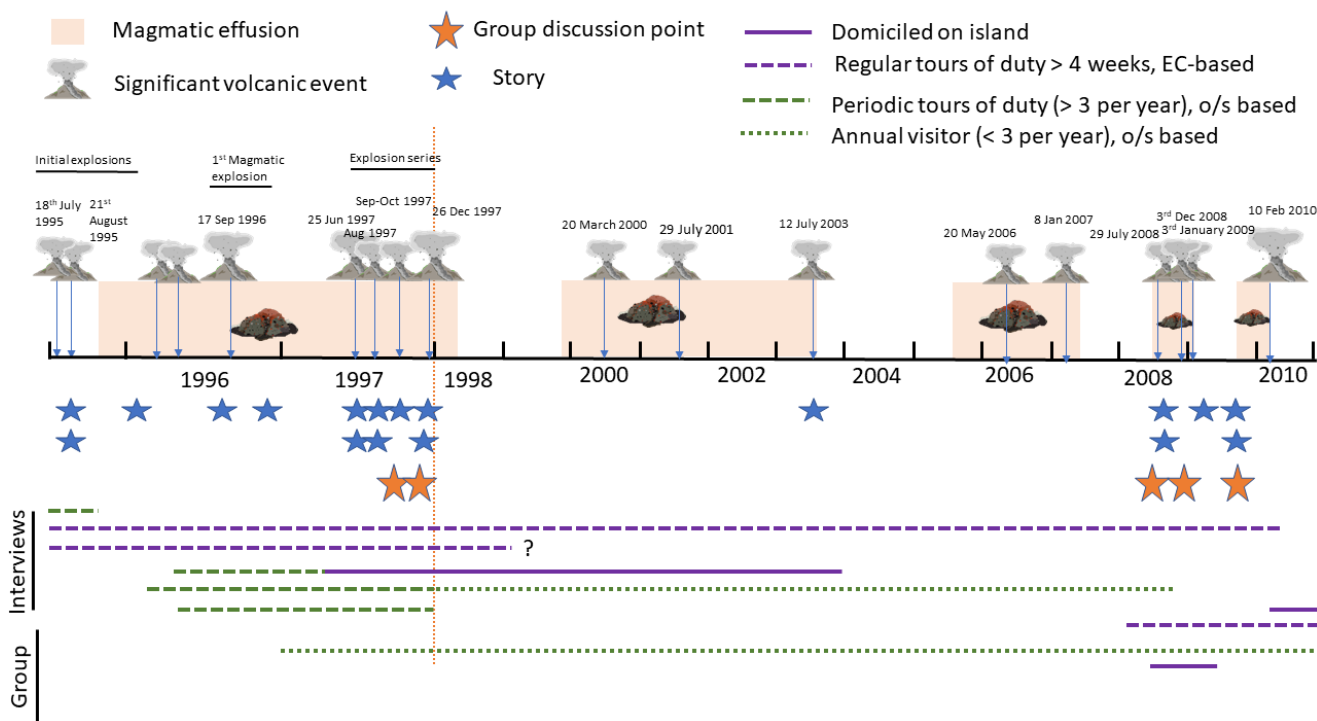 Magmatic effusion
Significant volcanic event
Group discussion point
Story
Domiciled on island
Regular tours of duty > 4 weeks, EC-based
Periodic tours of duty (> 3 per year), o/s based
Annual visitor (< 3 per year), o/s based
Initial explosions
1st Magmatic
explosion
Explosion series
18th July
1995
21st
August
1995
17 Sep 1996
25 Jun 1997
Aug 1997
Sep-Oct 1997
26 Dec 1997
20 March 2000
29 July 2001
12 July 2003
20 May 2006
8 Jan 2007
29 July 2008
3rd Dec 2008
3rd January 2009
10 Feb 2010
1996
1997
1998
2000
2002
2004
2006
2008
2010
Interviews
?
Group